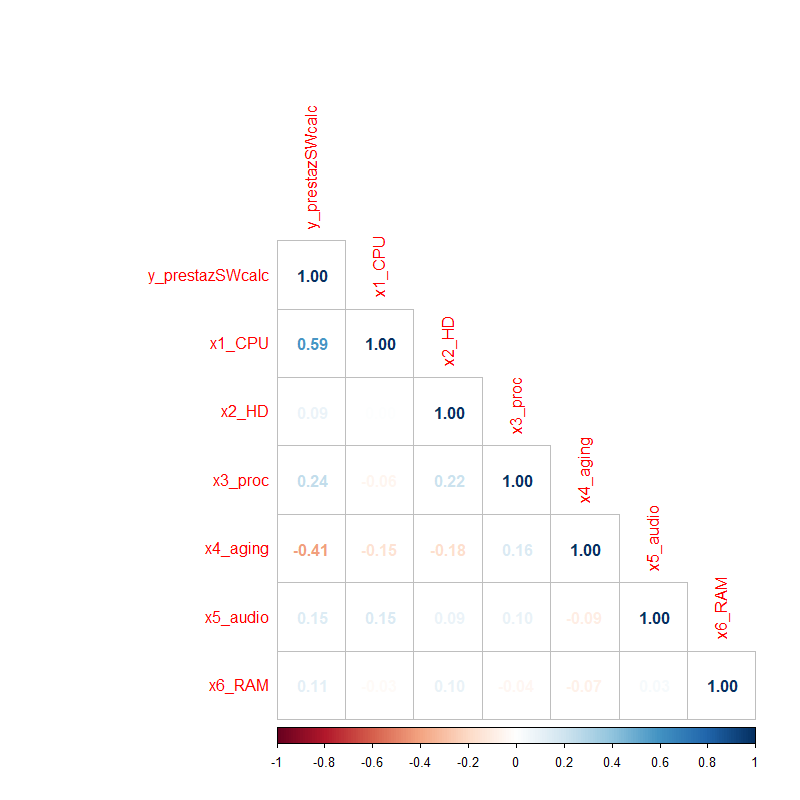 y_prestazSWcalc
y_prestazSWcalc 1.00 x1_CPU
x1_CPU 0.59 1.00 x2_HD
x2_HD 0.09 1.00 x3_proc
x3_proc 0.24 -0.06 0.22 1.00 x4_aging
x4_aging -0.41 -0.15 -0.18 0.16 1.00 x5_audio
x5_audio 0.15 0.15 0.09 0.10 -0.09 1.00 x6_RAM
x6_RAM 0.11 -0.03 0.10 -0.04 -0.07 0.03 1.00
-1 -0.8 -0.6 -0.4 -0.2 0 0.2 0.4 0.6 0.8 1